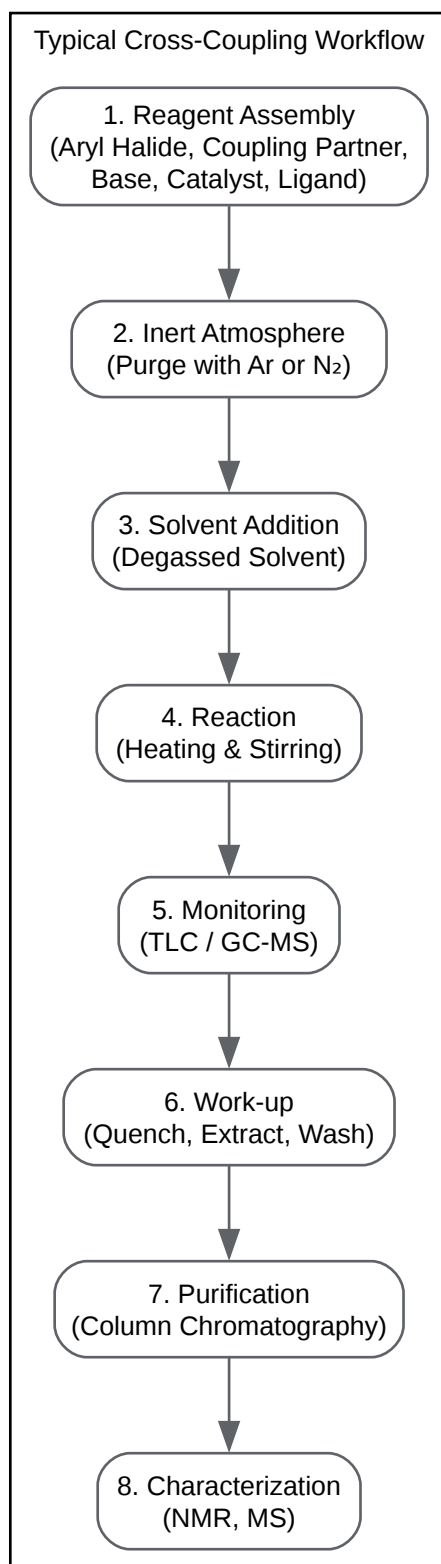 Typical Cross-Coupling Workflow
1. Reagent Assembly
(Aryl Halide, Coupling Partner,
Base, Catalyst, Ligand)
2. Inert Atmosphere
(Purge with Ar or N₂)
3. Solvent Addition
(Degassed Solvent)
4. Reaction
(Heating & Stirring)
5. Monitoring
(TLC / GC-MS)
6. Work-up
(Quench, Extract, Wash)
7. Purification
(Column Chromatography)
8. Characterization
(NMR, MS)